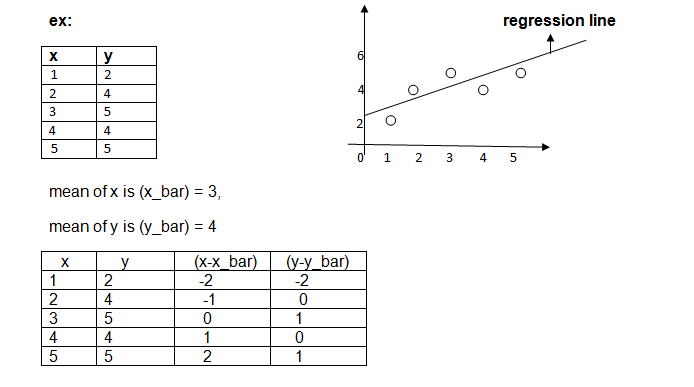 ex:
x y
1 2
2 4
3 5
4 4
5 5
regression line
6
4
2
0 1 2 3 4 5
mean of x is (x_bar) = 3,
mean of y is (y_bar) = 4
x y (x-x_bar) (y-y_bar)
1 2 -2 -2
2 4 -1 0
3 5 0 1
4 4 1 0
5 5 2 1